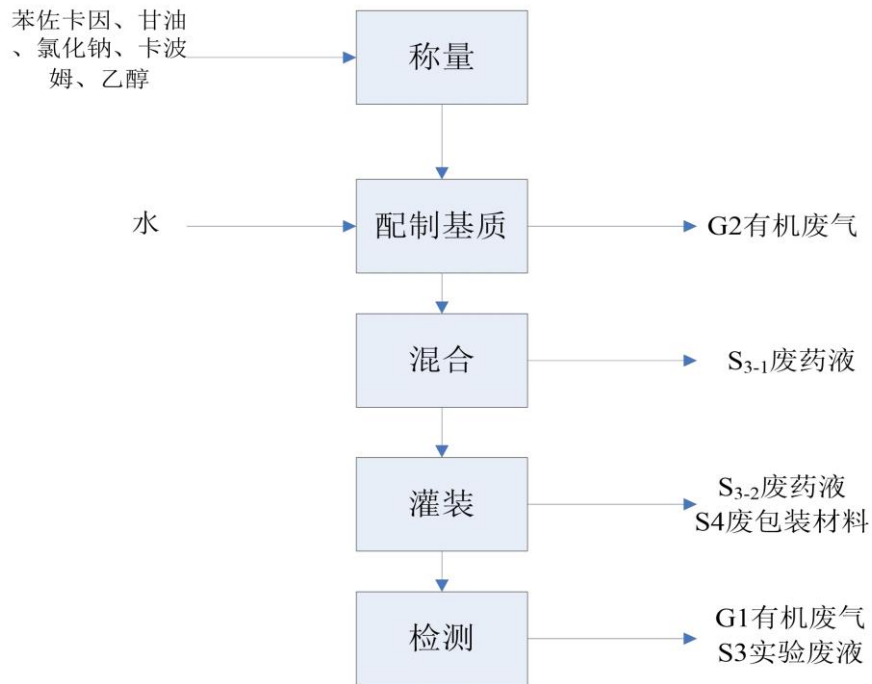 苯佐卡因、甘油
、氯化钠、卡波
姆、乙醇
称量
水
配制基质
G2有机废气
混合
S3-1废药液
灌装
S3-2废药液
S4废包装材料
检测
G1有机废气
S3实验废液